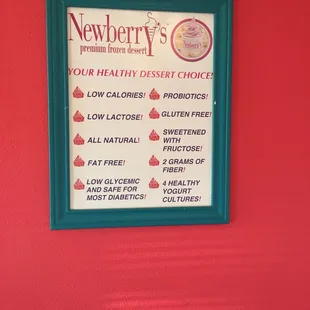 Newberry's
premium frozen dessert
YOUR HEALTHY DESSERT CHOICE!
LOW CALORIES!
LOW LACTOSE!
ALL NATURAL!
FAT FREE!
LOW GLYCEMIC
AND SAFE FOR
MOST DIABETICS!
PROBIOTICS!
GLUTEN FREE!
SWEETENED
WITH
FRUCTOSE!
2 GRAMS OF
FIBER!
4 HEALTHY
YOGURT
CULTURES!